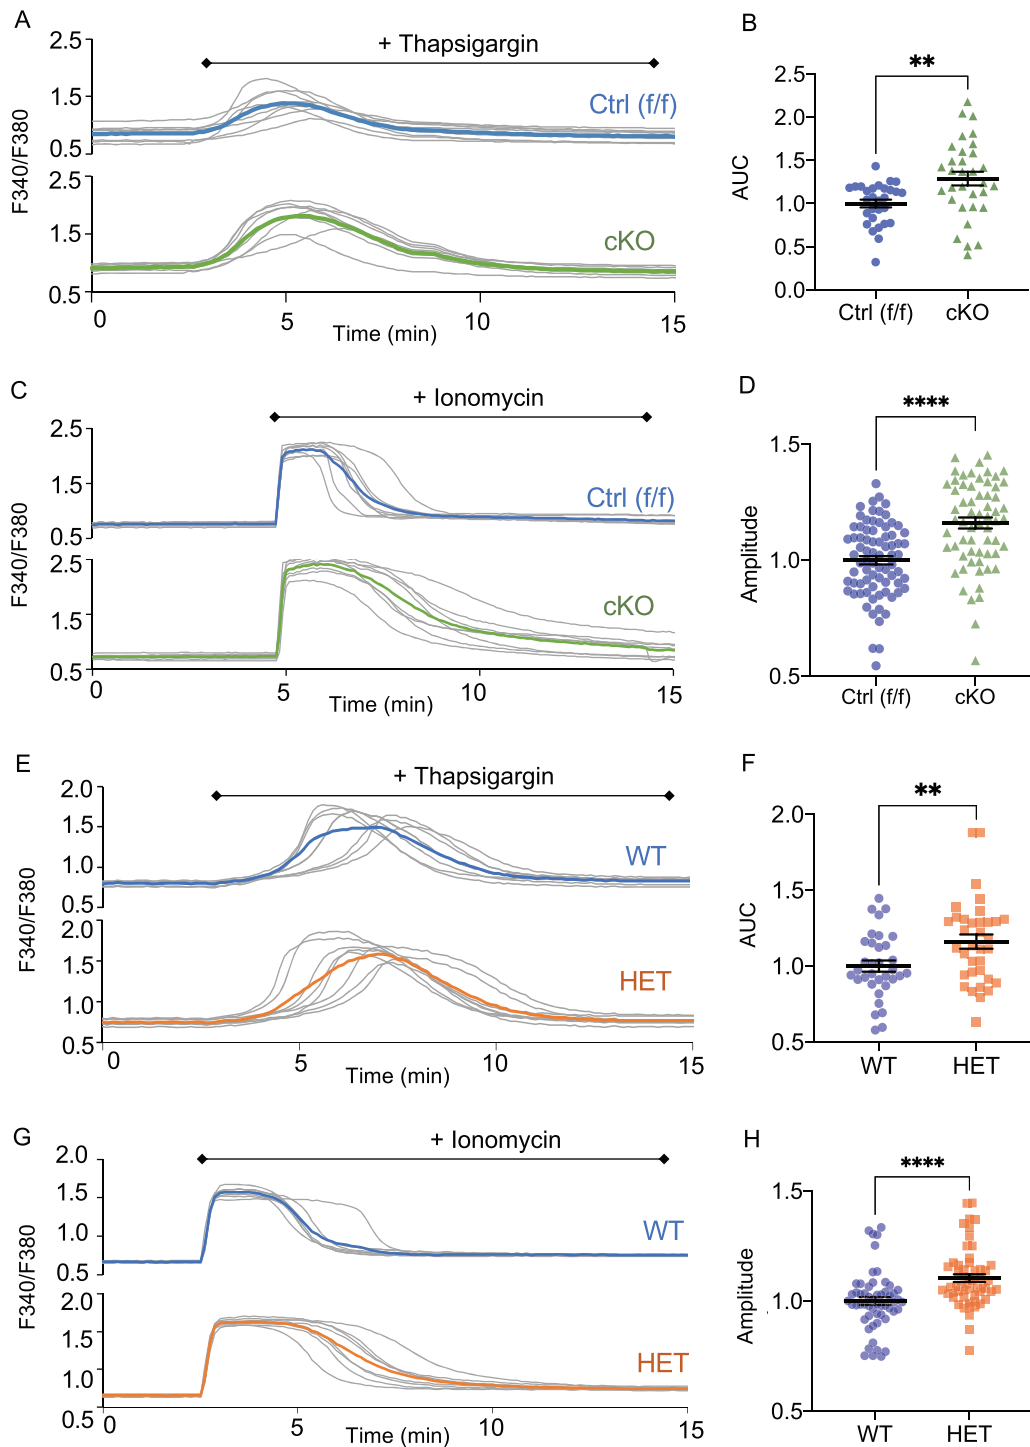 A
+ Thapsigargin
2.5
1.5
0.5
Ctrl (f/f)
2.5
1.5
0.5
cKO
F340/F380
0
5
10
15
Time (min)
B
**
2.5
2.0
1.5
1.0
0.5
0.0
AUC
Ctrl (f/f)
cKO
C
+ Ionomycin
2.5
1.5
0.5
Ctrl (f/f)
2.5
1.5
0.5
cKO
F340/F380
0
5
10
15
Time (min)
D
****
1.5
1.0
0.5
Amplitude
Ctrl (f/f)
cKO
E
+ Thapsigargin
2.0
1.5
1.0
0.5
WT
2.0
1.5
1.0
0.5
HET
F340/F380
0
5
10
15
Time (min)
F
**
2.0
1.5
1.0
0.5
AUC
WT
HET
G
+ Ionomycin
2.0
1.5
1.0
0.5
WT
2.0
1.5
1.0
0.5
HET
F340/F380
0
5
10
15
Time (min)
H
****
1.5
1.0
0.5
Amplitude
WT
HET